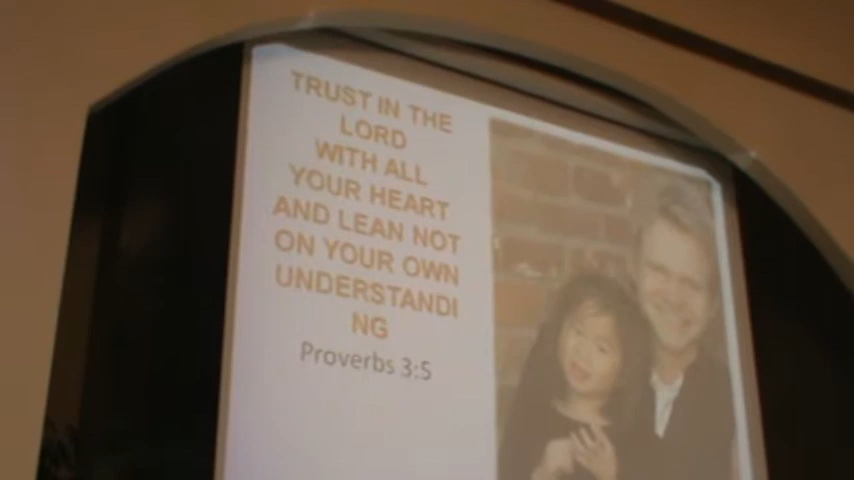 TRUST IN THE
LORD
WITH ALL
YOUR HEART
AND LEAN NOT
ON YOUR OWN
UNDERSTANDI
NG
Proverbs 3:5